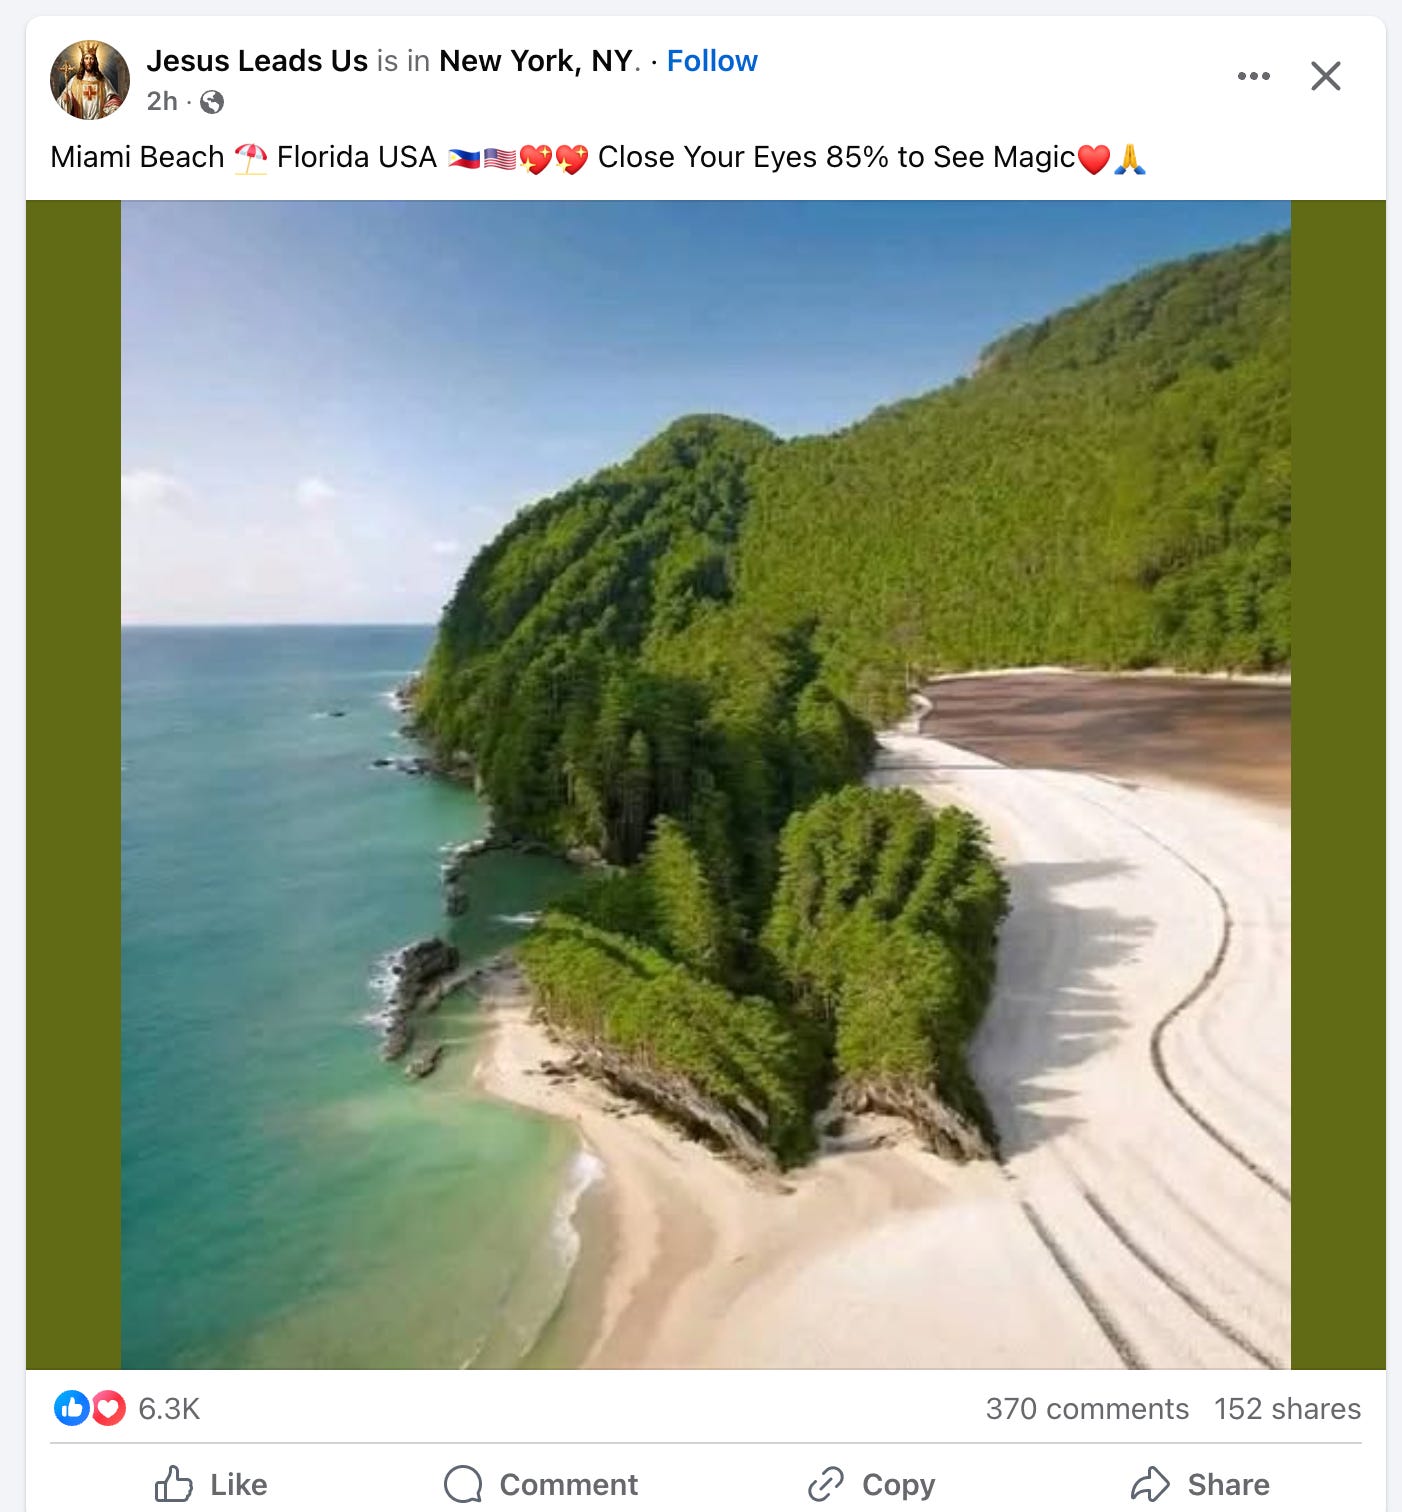 Jesus Leads Us is in New York, NY. · Follow
2h ·
Miami Beach ⛱️ Florida USA 🇵🇭🇺🇸💖💖 Close Your Eyes 85% to See Magic❤️🙏
6.3K 370 comments 152 shares
Like Comment Copy Share